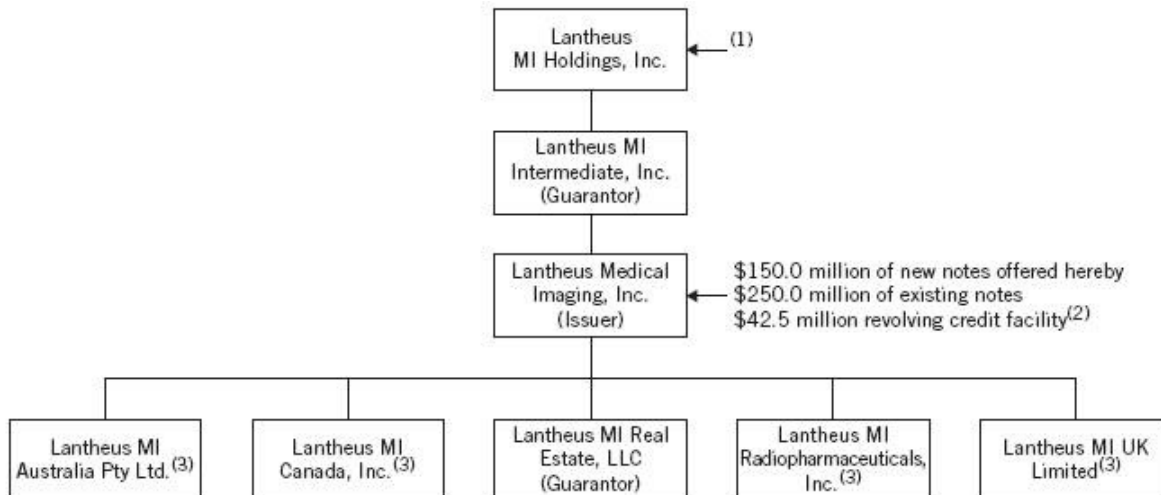 Lantheus
MI Holdings, Inc.
(1)
Lantheus MI
Intermediate, Inc.
(Guarantor)
Lantheus Medical
Imaging, Inc.
(Issuer)
$150.0 million of new notes offered hereby
$250.0 million of existing notes
$42.5 million revolving credit facility(2)
Lantheus MI
Australia Pty Ltd.(3)
Lantheus MI
Canada, Inc.(3)
Lantheus MI Real
Estate, LLC
(Guarantor)
Lantheus MI
Radiopharmaceuticals,
Inc.(3)
Lantheus MI UK
Limited(3)